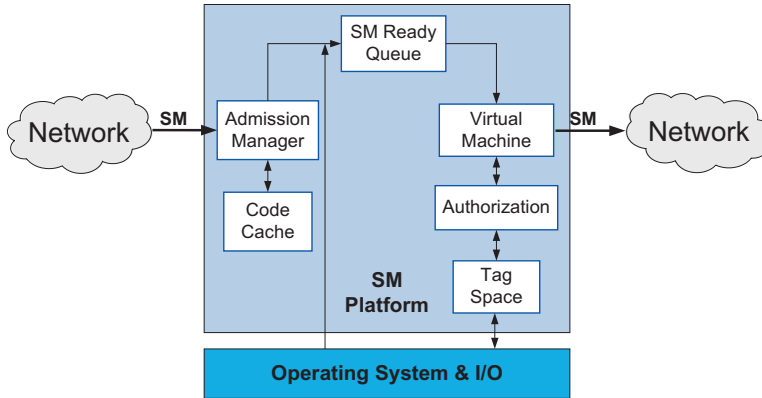 SM Ready
Queue
Network
SM
Admission
Manager
Virtual
Machine
SM
Network
Code
Cache
Authorization
SM
Platform
Tag
Space
Operating System & I/O